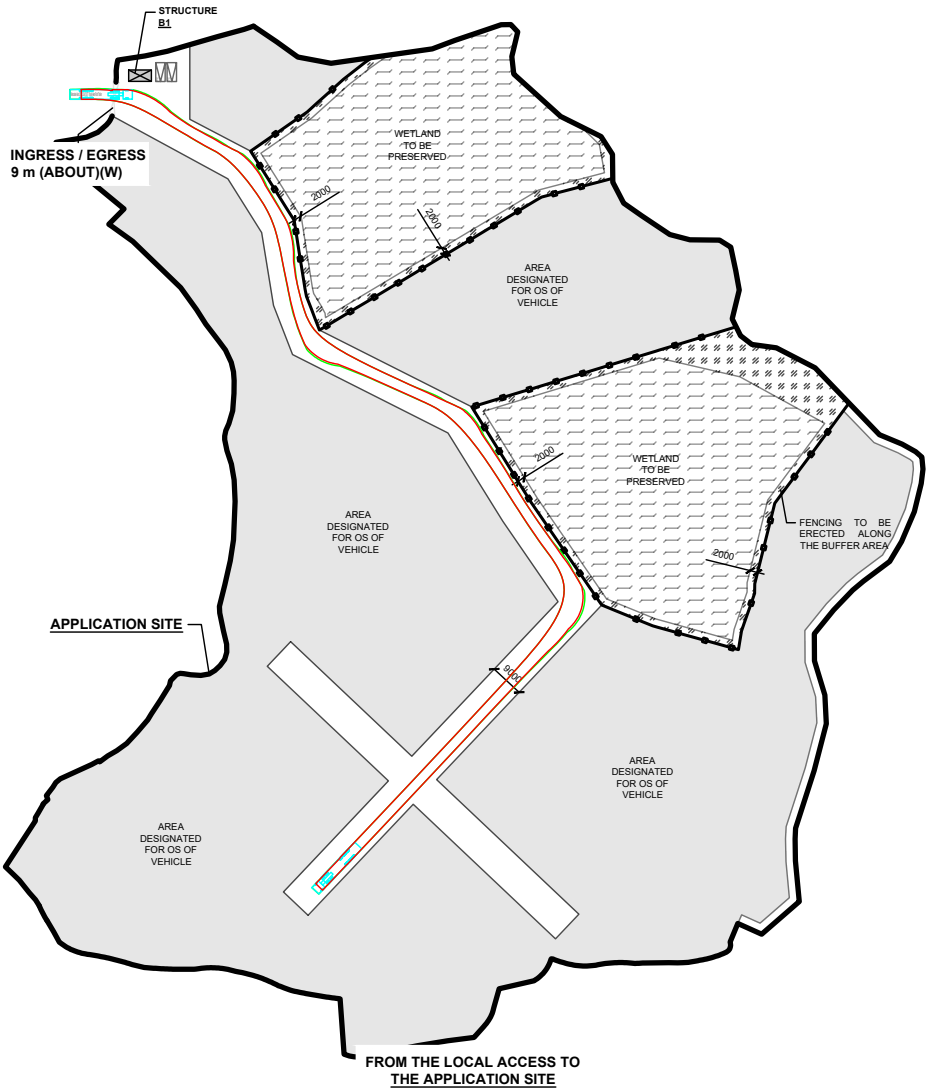 STRUCTURE
B1
INGRESS / EGRESS
9 m (ABOUT)(W)
WETLAND
TO BE
PRESERVED
2000
2000
AREA
DESIGNATED
FOR OS OF
VEHICLE
2000
WETLAND
TO BE
PRESERVED
AREA
DESIGNATED
FOR OS OF
VEHICLE
FENCING TO BE
ERECTED ALONG
THE BUFFER AREA
2000
APPLICATION SITE
9000
AREA
DESIGNATED
FOR OS OF
VEHICLE
AREA
DESIGNATED
FOR OS OF
VEHICLE
FROM THE LOCAL ACCESS TO
THE APPLICATION SITE